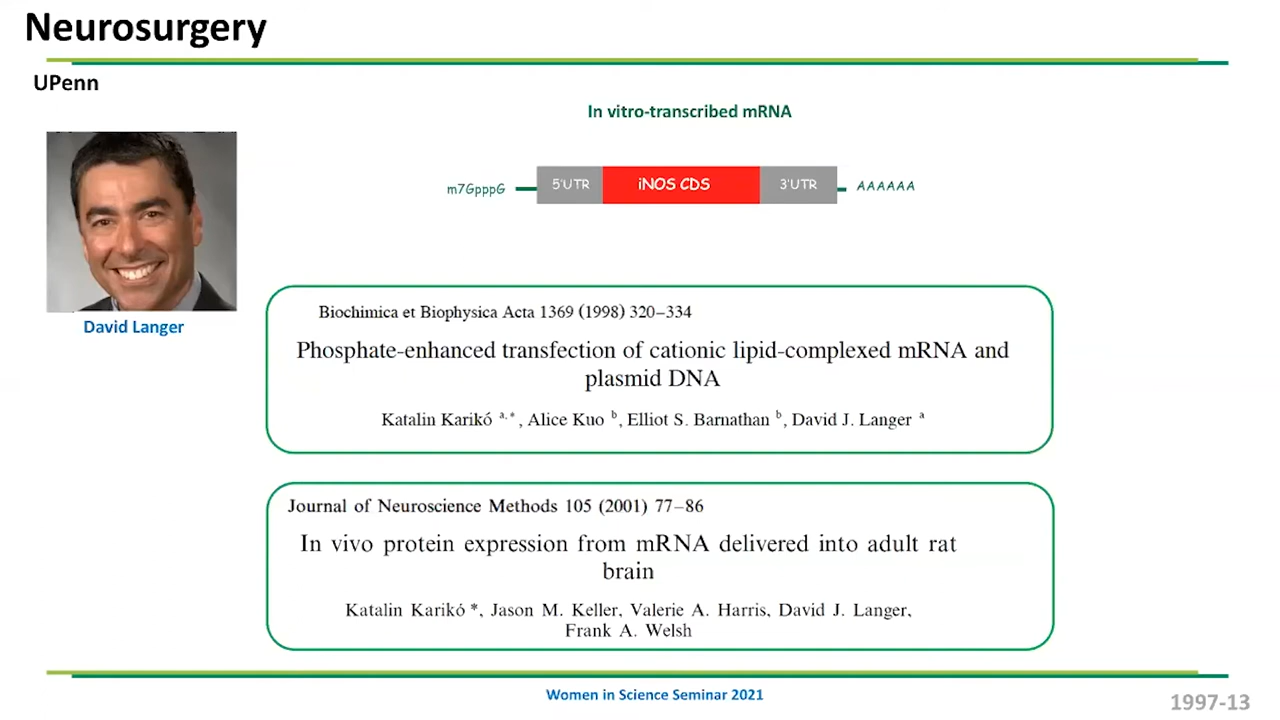 Neurosurgery
UPenn
In vitro-transcribed mRNA
m7GpppG 5'UTR iNOS CDS 3'UTR AAAAAA
David Langer
Biochimica et Biophysica Acta 1369 (1998) 320–334
Phosphate-enhanced transfection of cationic lipid-complexed mRNA and
plasmid DNA
Katalin Karikó a,*, Alice Kuo b, Elliot S. Barnathan b, David J. Langer a
Journal of Neuroscience Methods 105 (2001) 77–86
In vivo protein expression from mRNA delivered into adult rat
brain
Katalin Karikó *, Jason M. Keller, Valerie A. Harris, David J. Langer,
Frank A. Welsh
Women in Science Seminar 2021
1997-13